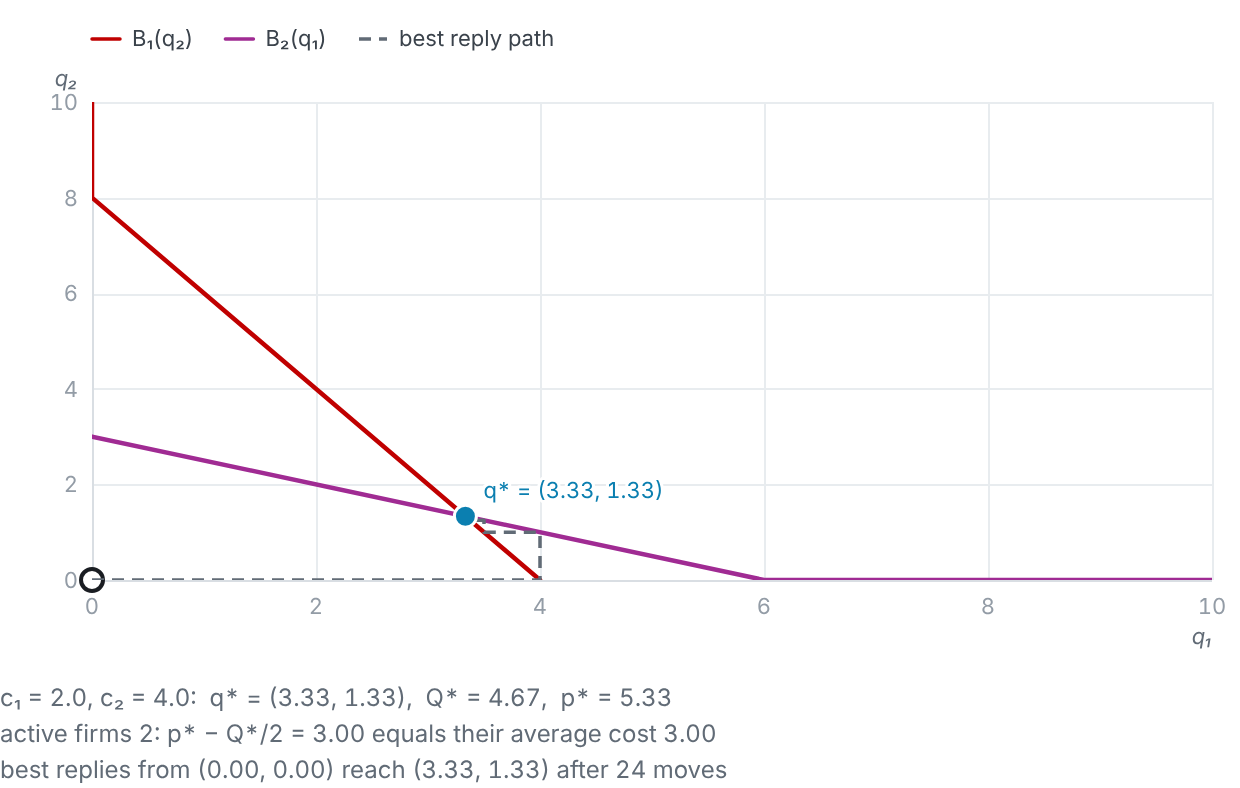 B₁(q₂) B₂(q₁) best reply path
q₂
10
8
6
4
2
q* = (3.33, 1.33)
0
0 2 4 6 8 10
q₁
c₁ = 2.0, c₂ = 4.0: q* = (3.33, 1.33), Q* = 4.67, p* = 5.33
active firms 2: p* − Q*/2 = 3.00 equals their average cost 3.00
best replies from (0.00, 0.00) reach (3.33, 1.33) after 24 moves